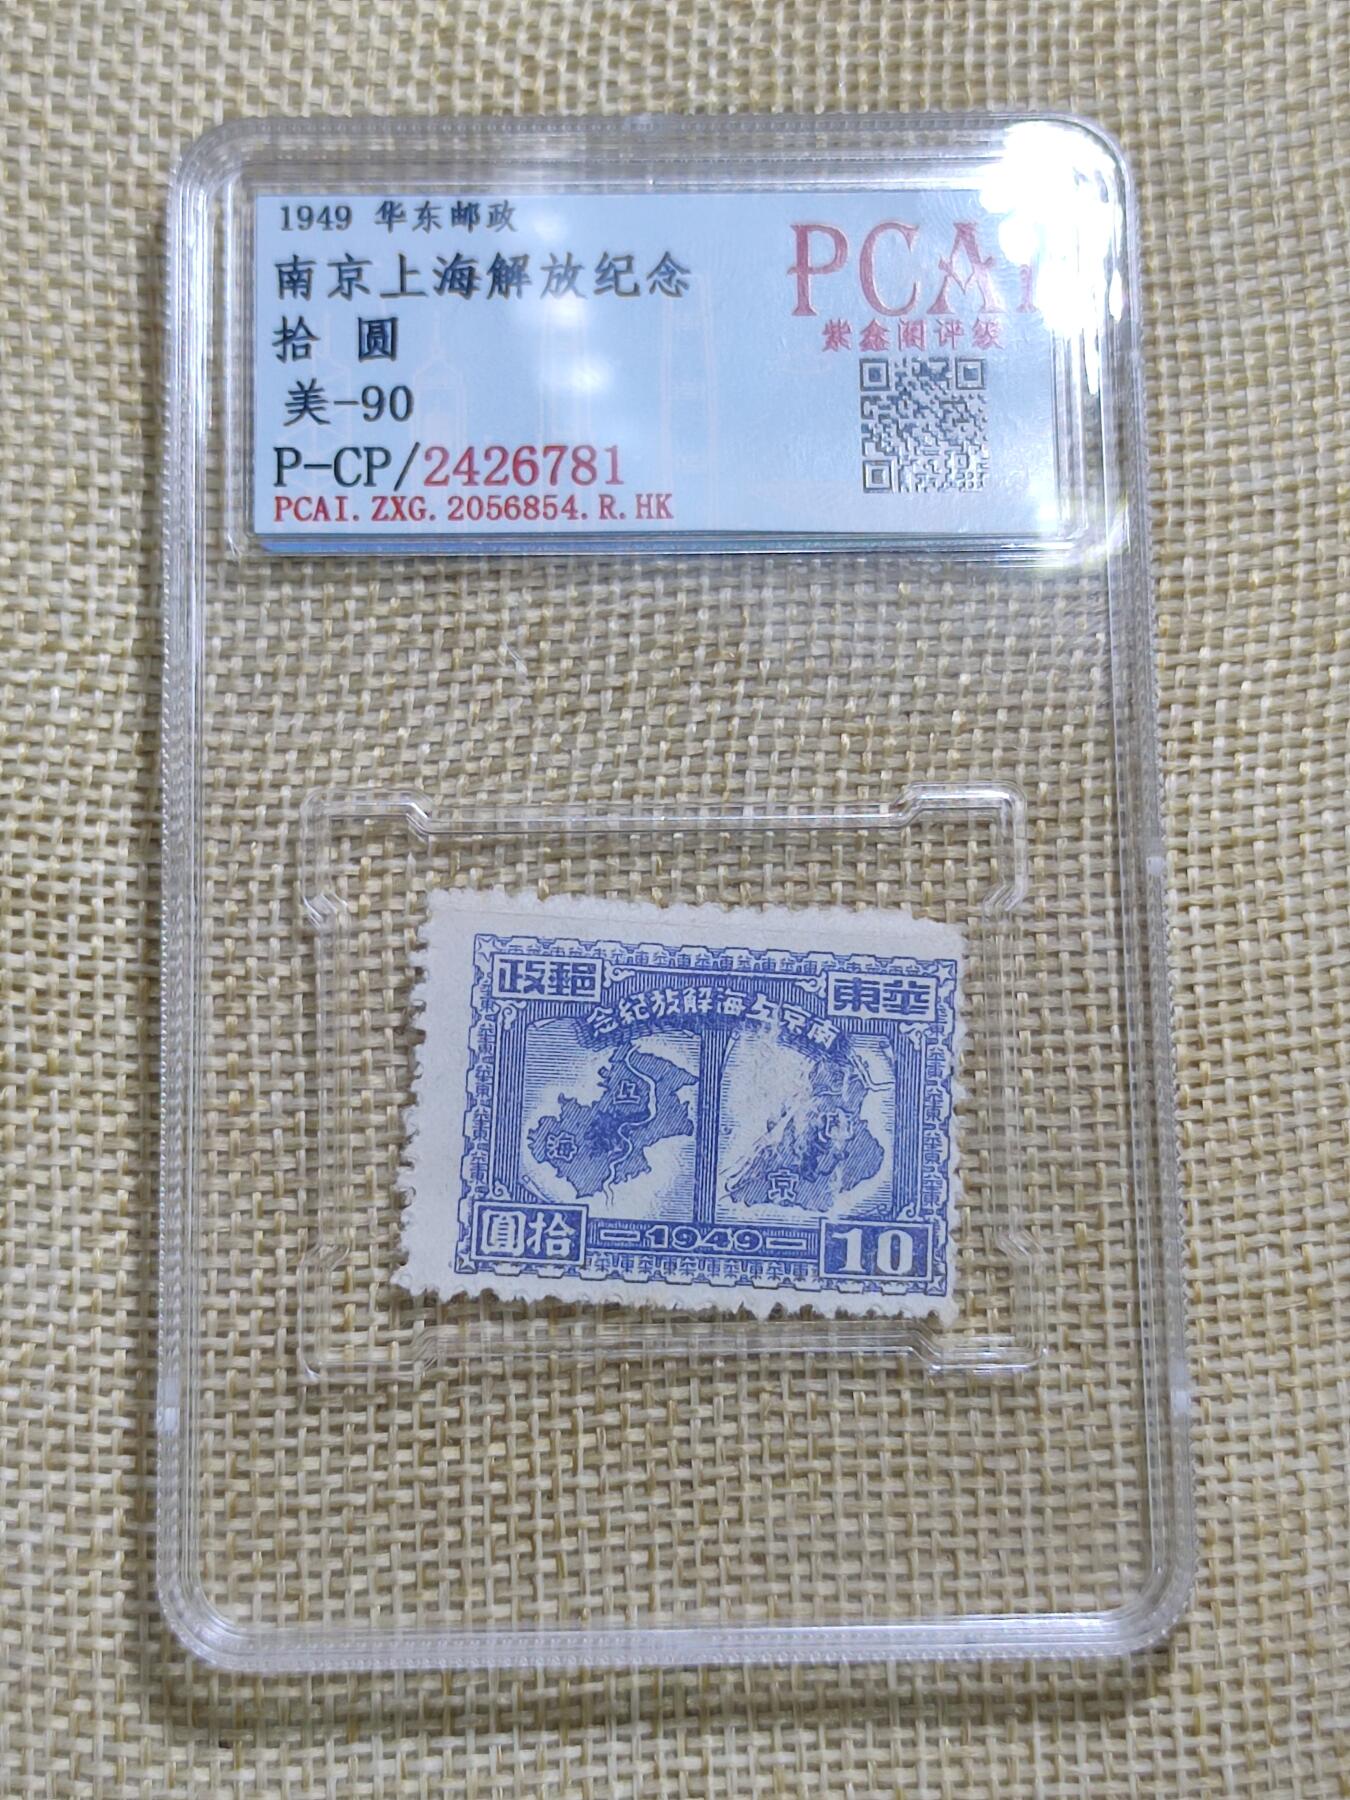 1949 华东邮政
南京上海解放纪念
拾 圆
美-90
P-CP/2426781
PCAI.ZXG.2056854.R.HK
PCAI
紫鑫阁评级
政郵
東華
念紀放解海上京南
上
海
京
圓拾
1949
10